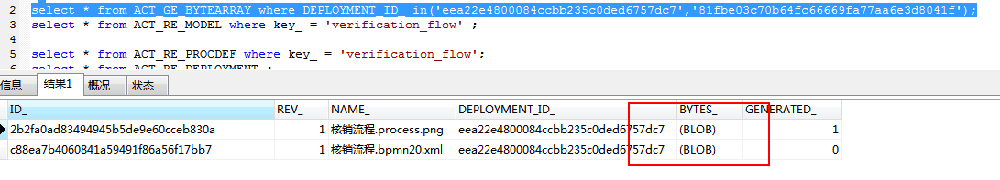 2 select * from ACT_GE_BYTEARRAY where DEPLOYMENT_ID_ in('eea22e4800084ccbb235c0ded6757dc7','81fbe03c70b64fc66669fa77aa6e3d8041f');
3 select * from ACT_RE_MODEL where key_ = 'verification_flow' ;
4
5 select * from ACT_RE_PROCDEF where key_ = 'verification_flow';
6 select * from ACT_RE_DEPLOYMENT ;
信息 结果1 概况 状态
ID_ REV_ NAME_ DEPLOYMENT_ID_ BYTES_ GENERATED_
2b2fa0ad83494945b5de9e60cceb830a 1 核销流程.process.png eea22e4800084ccbb235c0ded6757dc7 (BLOB) 1
c88ea7b4060841a59491f86a56f17bb7 1 核销流程.bpmn20.xml eea22e4800084ccbb235c0ded6757dc7 (BLOB) 0